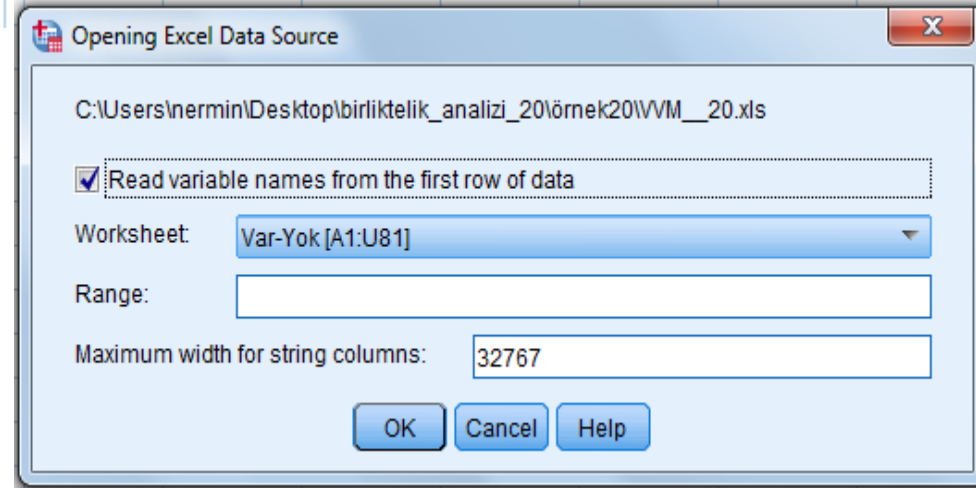 Opening Excel Data Source
C:\Users\nermin\Desktop\birliktelik_analizi_20\örnek20\VVM__20.xls
Read variable names from the first row of data
Worksheet: Var-Yok [A1:U81]
Range:
Maximum width for string columns: 32767
OK Cancel Help